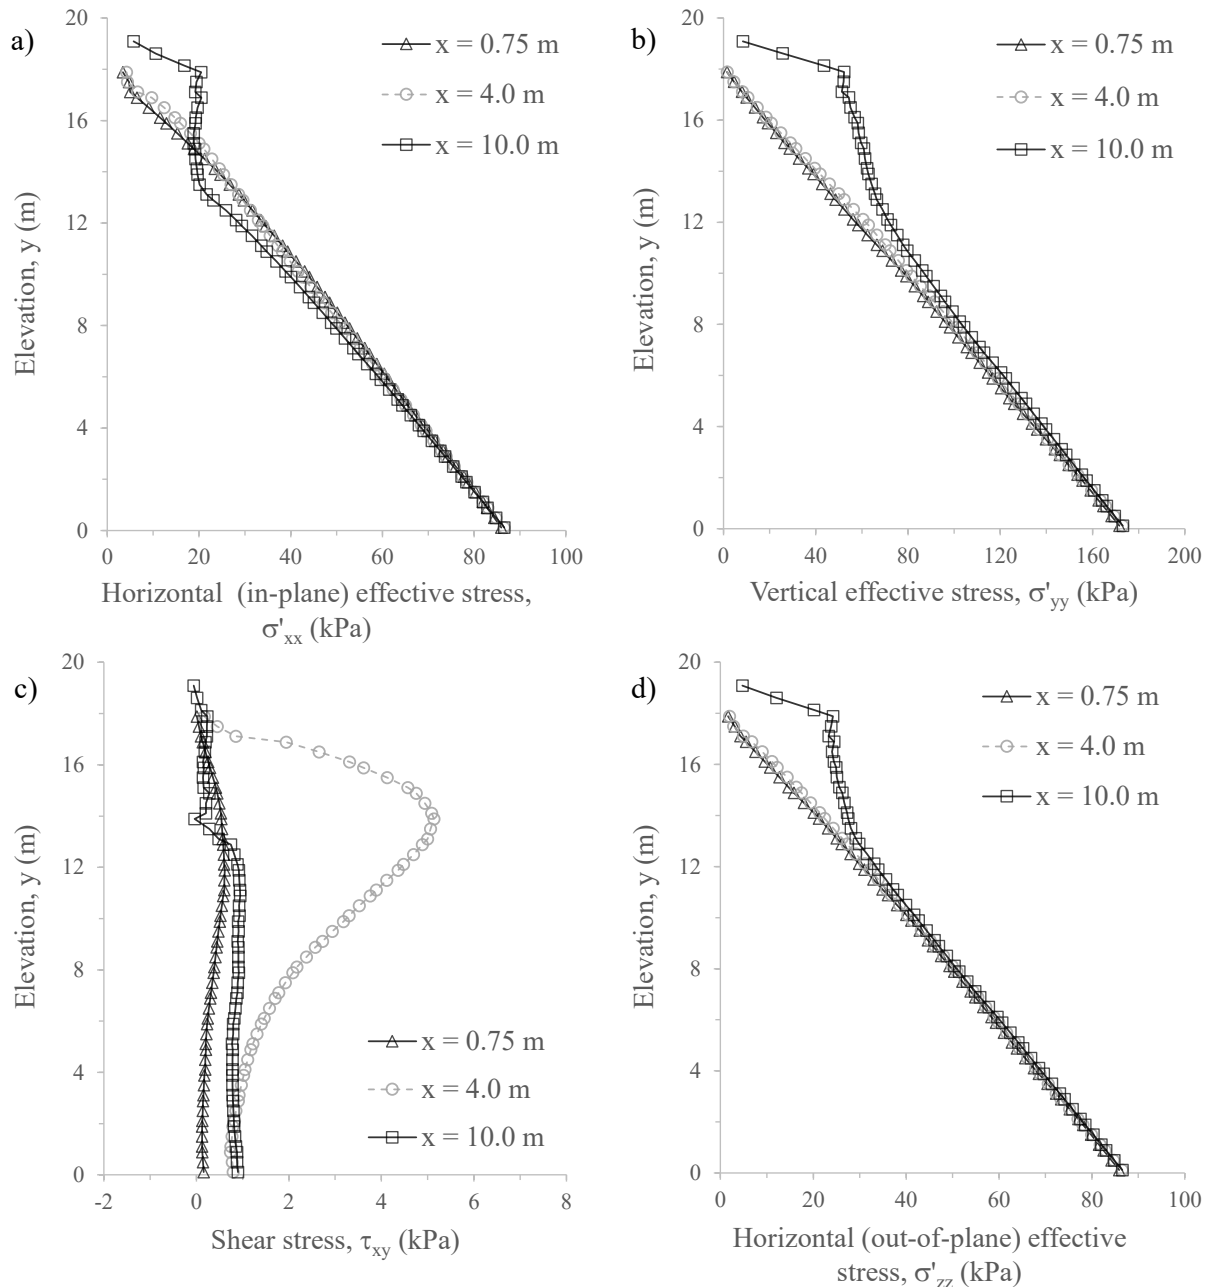 a)
20
16
12
8
4
0
Elevation, y (m)
x = 0.75 m
x = 4.0 m
x = 10.0 m
0 20 40 60 80 100
Horizontal (in-plane) effective stress,
σ'xx (kPa)
b)
20
16
12
8
4
0
Elevation, y (m)
x = 0.75 m
x = 4.0 m
x = 10.0 m
0 40 80 120 160 200
Vertical effective stress, σ'yy (kPa)
c)
20
16
12
8
4
0
Elevation, y (m)
x = 0.75 m
x = 4.0 m
x = 10.0 m
-2 0 2 4 6 8
Shear stress, τxy (kPa)
d)
20
16
12
8
4
0
Elevation, y (m)
x = 0.75 m
x = 4.0 m
x = 10.0 m
0 20 40 60 80 100
Horizontal (out-of-plane) effective
stress, σ'zz (kPa)